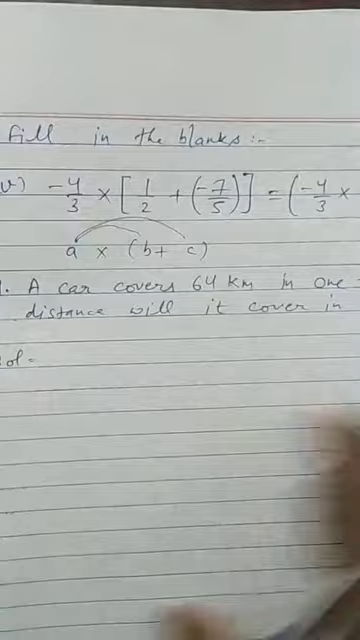 Fill in the blanks :-
v) -4/3 × [1/2 + (-7/5)] = (-4/3 ×
a × (b + c)
. A car covers 64 km in one
distance will it cover in
ol =